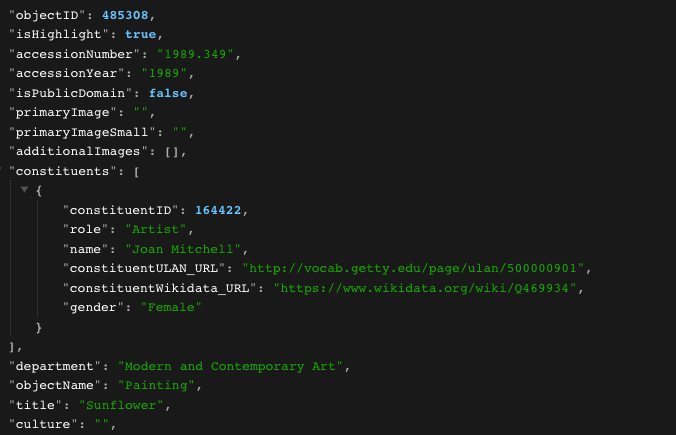 "objectID": 485308,
"isHighlight": true,
"accessionNumber": "1989.349",
"accessionYear": "1989",
"isPublicDomain": false,
"primaryImage": "",
"primaryImageSmall": "",
"additionalImages": [],
"constituents": [
{
"constituentID": 164422,
"role": "Artist",
"name": "Joan Mitchell",
"constituentULAN_URL": "http://vocab.getty.edu/page/ulan/500000901",
"constituentWikidata_URL": "https://www.wikidata.org/wiki/Q469934",
"gender": "Female"
}
],
"department": "Modern and Contemporary Art",
"objectName": "Painting",
"title": "Sunflower",
"culture": "",